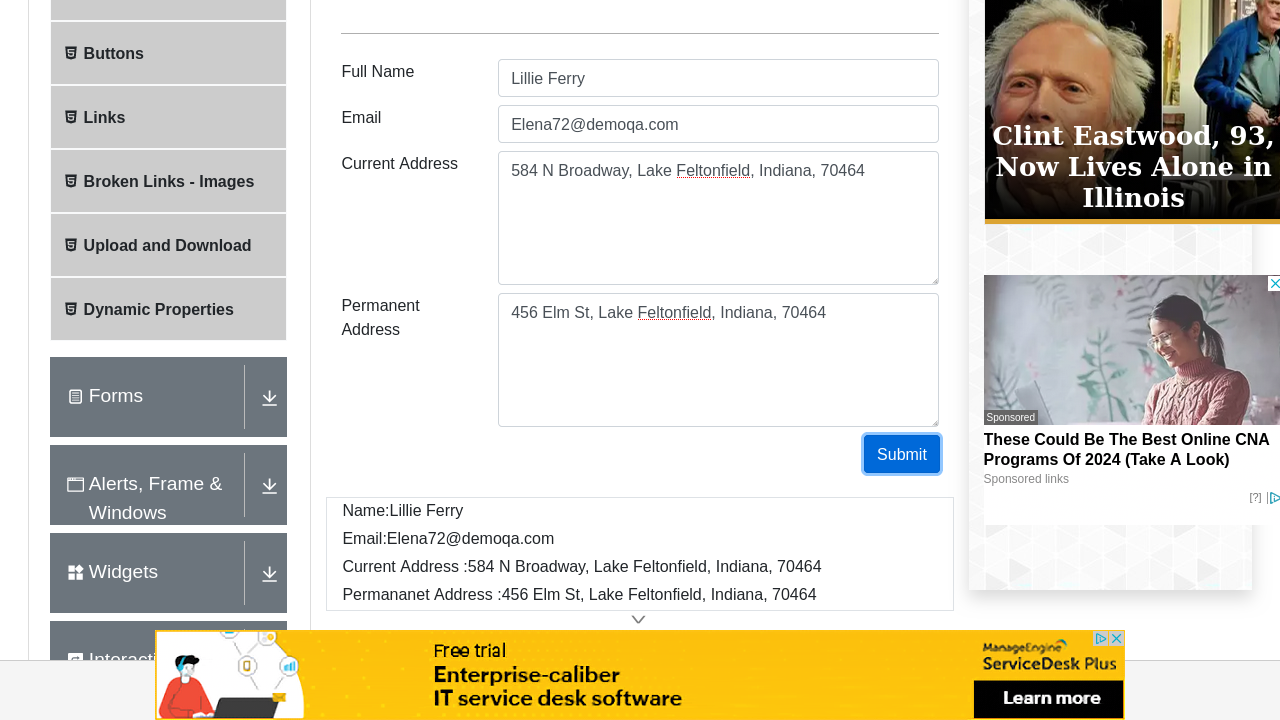 Buttons
Links
Broken Links - Images
Upload and Download
Dynamic Properties
Forms
Alerts, Frame &
Windows
Widgets
Full Name
Lillie Ferry
Email
Elena72@demoqa.com
Current Address
584 N Broadway, Lake Feltonfield, Indiana, 70464
Permanent
Address
456 Elm St, Lake Feltonfield, Indiana, 70464
Submit
Name:Lillie Ferry
Email:Elena72@demoqa.com
Current Address :584 N Broadway, Lake Feltonfield, Indiana, 70464
Permananet Address :456 Elm St, Lake Feltonfield, Indiana, 70464
Clint Eastwood, 93,
Now Lives Alone in
Illinois
Sponsored
These Could Be The Best Online CNA
Programs Of 2024 (Take A Look)
Sponsored links
[?]
Free trial
Enterprise-caliber
IT service desk software
ManageEngine
ServiceDesk Plus
Learn more